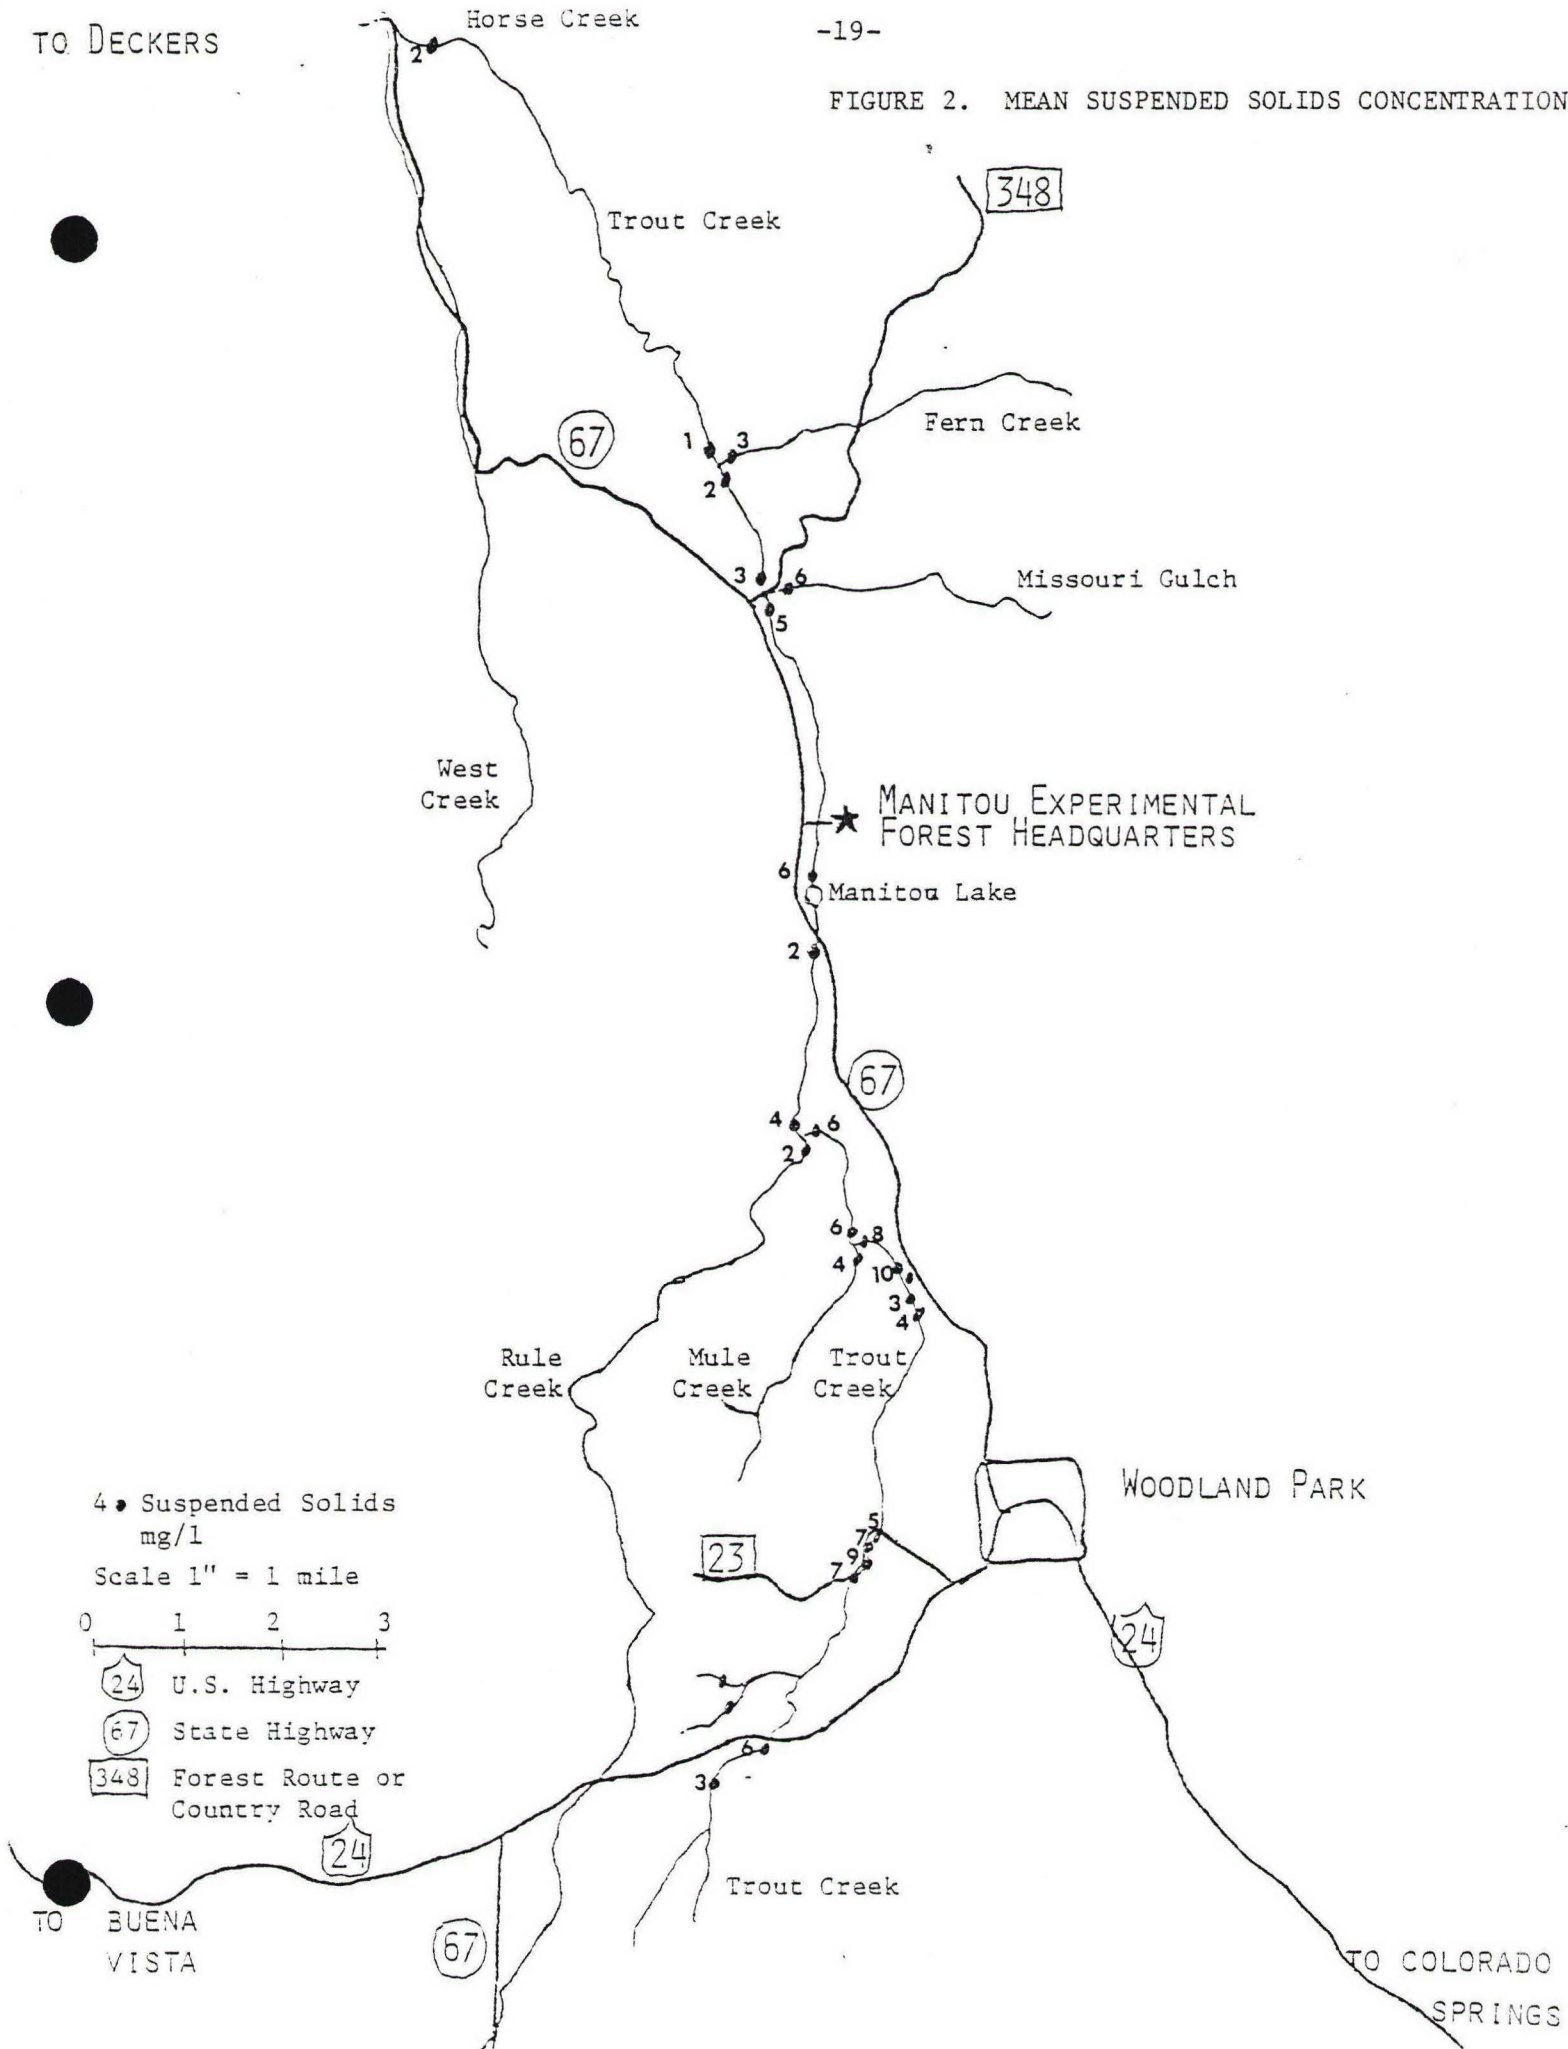 TO DECKERS
Horse Creek
-19-
2
FIGURE 2. MEAN SUSPENDED SOLIDS CONCENTRATION
348
Trout Creek
67
Fern Creek
1
3
2
3
6
Missouri Gulch
5
West
Creek
MANITOU EXPERIMENTAL
FOREST HEADQUARTERS
6
Manitou Lake
2
67
4
6
2
6
8
4
10
3
4
Rule
Creek
Mule
Creek
Trout
Creek
WOODLAND PARK
4 Suspended Solids
mg/l
Scale 1" = 1 mile
0 1 2 3
24 U.S. Highway
67 State Highway
348 Forest Route or
Country Road
5
7
9
7
23
24
6
3
24
Trout Creek
TO BUENA
VISTA
67
TO COLORADO
SPRINGS